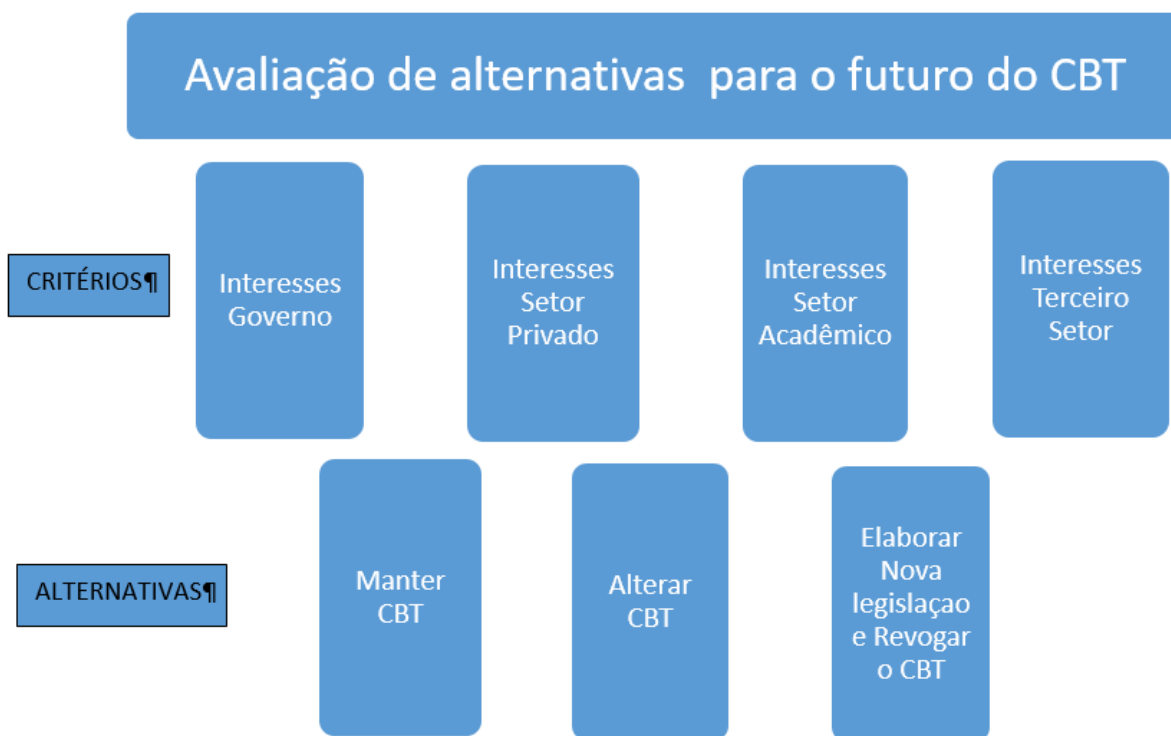 Avaliação de alternativas para o futuro do CBT
CRITÉRIOS¶
Interesses
Governo
Interesses
Setor
Privado
Interesses
Setor
Acadêmico
Interesses
Terceiro
Setor
ALTERNATIVAS¶
Manter
CBT
Alterar
CBT
Elaborar
Nova
legislaçao
e Revogar
o CBT